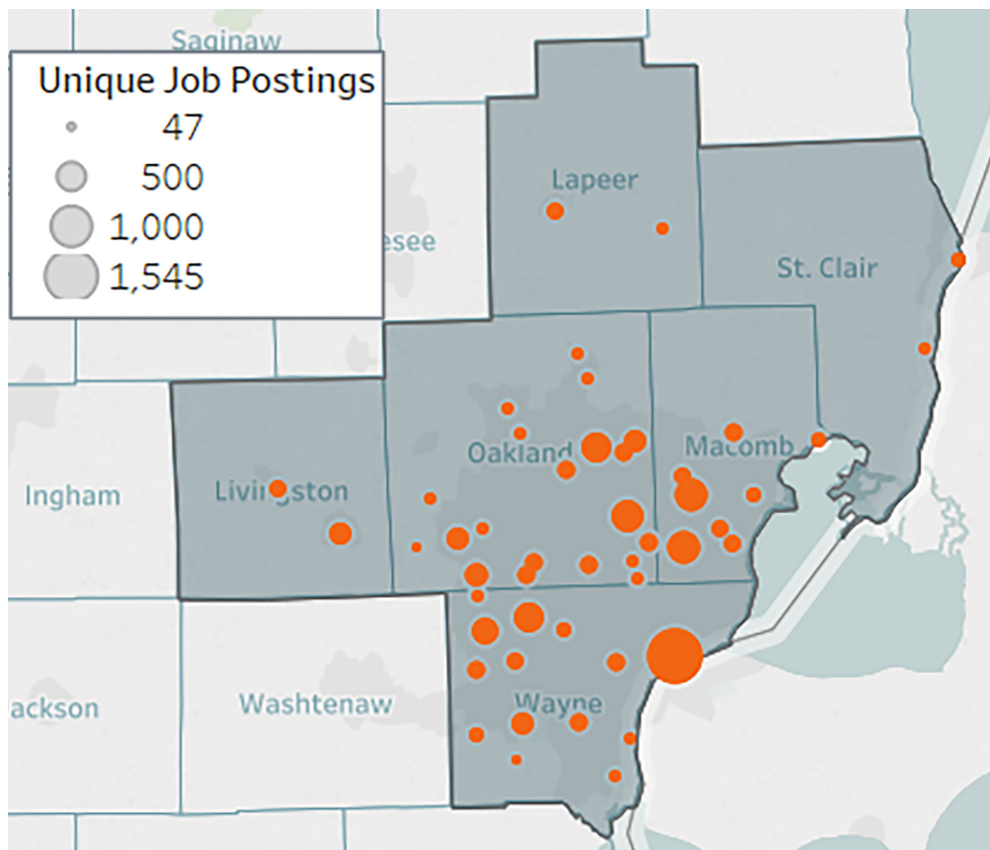 Saginaw
Unique Job Postings
47
500
1,000
1,545
Lapeer
esee
St. Clair
Oakland
Macomb
Ingham
Livingston
ackson
Washtenaw
Wayne